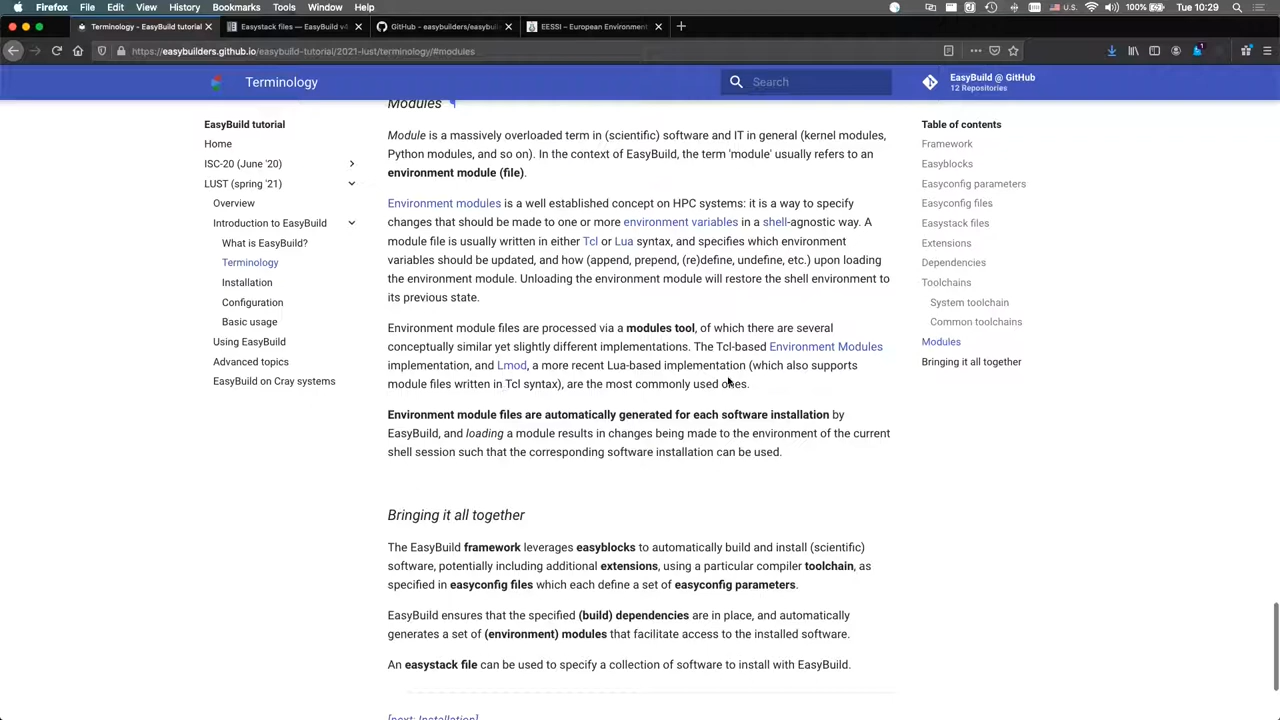 Firefox File Edit View History Bookmarks Tools Window Help
Tue 10:29
Terminology - EasyBuild tutorial
Easystack files — EasyBuild v4
GitHub - easybuilders/easybuil
EESSI – European Environment
https://easybuilders.github.io/easybuild-tutorial/2021-lust/terminology/#modules
Terminology
Search
EasyBuild @ GitHub
12 Repositories
EasyBuild tutorial
Home
ISC-20 (June '20)
LUST (spring '21)
Overview
Introduction to EasyBuild
What is EasyBuild?
Terminology
Installation
Configuration
Basic usage
Using EasyBuild
Advanced topics
EasyBuild on Cray systems
Modules ¶
Module is a massively overloaded term in (scientific) software and IT in general (kernel modules,
Python modules, and so on). In the context of EasyBuild, the term 'module' usually refers to an
environment module (file).
Environment modules is a well established concept on HPC systems: it is a way to specify
changes that should be made to one or more environment variables in a shell-agnostic way. A
module file is usually written in either Tcl or Lua syntax, and specifies which environment
variables should be updated, and how (append, prepend, (re)define, undefine, etc.) upon loading
the environment module. Unloading the environment module will restore the shell environment to
its previous state.
Environment module files are processed via a modules tool, of which there are several
conceptually similar yet slightly different implementations. The Tcl-based Environment Modules
implementation, and Lmod, a more recent Lua-based implementation (which also supports
module files written in Tcl syntax), are the most commonly used ones.
Environment module files are automatically generated for each software installation by
EasyBuild, and loading a module results in changes being made to the environment of the current
shell session such that the corresponding software installation can be used.
Bringing it all together
The EasyBuild framework leverages easyblocks to automatically build and install (scientific)
software, potentially including additional extensions, using a particular compiler toolchain, as
specified in easyconfig files which each define a set of easyconfig parameters.
EasyBuild ensures that the specified (build) dependencies are in place, and automatically
generates a set of (environment) modules that facilitate access to the installed software.
An easystack file can be used to specify a collection of software to install with EasyBuild.
[next: Installation]
Table of contents
Framework
Easyblocks
Easyconfig parameters
Easyconfig files
Easystack files
Extensions
Dependencies
Toolchains
System toolchain
Common toolchains
Modules
Bringing it all together